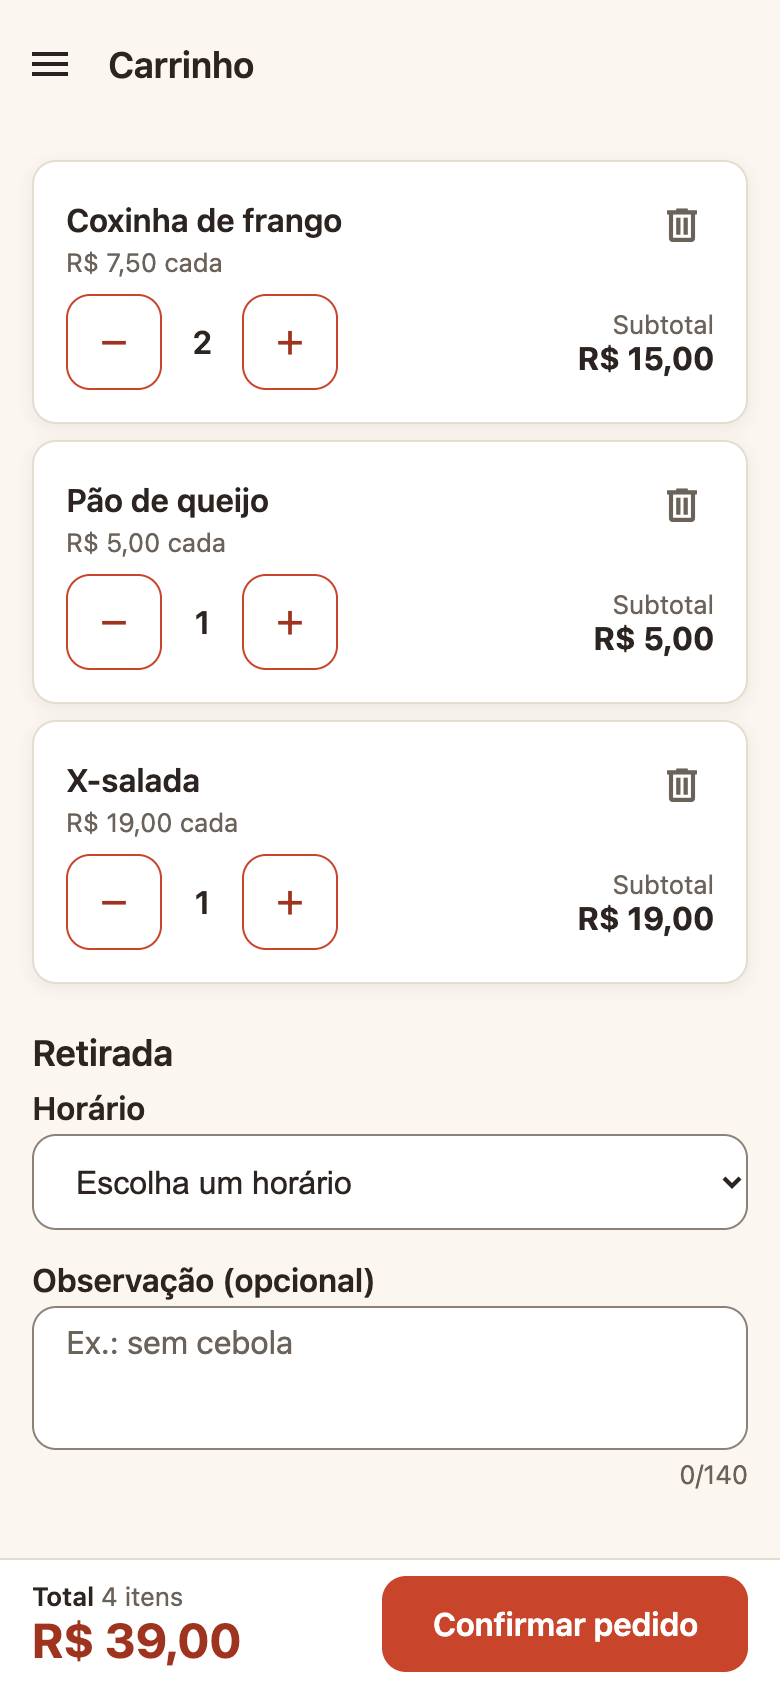 Carrinho
Coxinha de frango
R$ 7,50 cada
− 2 +
Subtotal
R$ 15,00
Pão de queijo
R$ 5,00 cada
− 1 +
Subtotal
R$ 5,00
X-salada
R$ 19,00 cada
− 1 +
Subtotal
R$ 19,00
Retirada
Horário
Escolha um horário
Observação (opcional)
Ex.: sem cebola
0/140
Total 4 itens
R$ 39,00
Confirmar pedido